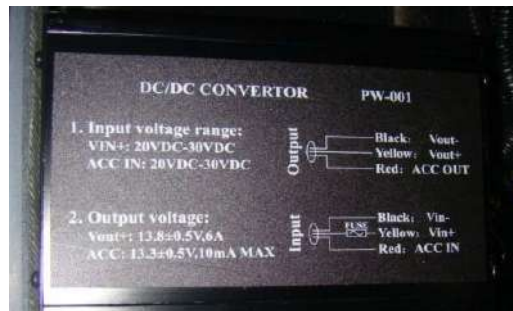 DC/DC CONVERTOR PW-001
1. Input voltage range:
VIN+: 20VDC-30VDC
ACC IN: 20VDC-30VDC
Output
Black: Vout-
Yellow: Vout+
Red: ACC OUT
2. Output voltage:
Vout+: 13.8±0.5V,6A
ACC: 13.3±0.5V,10mA MAX
Input
FUSE
Black: Vin-
Yellow: Vin+
Red: ACC IN